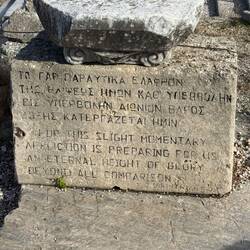 ΤΟ ΓΑΡ ΠΑΡΑΥΤΙΚΑ ΕΛΑΦΡΟΝ
ΤΗΣ ΘΛΙΨΕΩΣ ΗΜΩΝ ΚΑΘ ΥΠΕΡΒΟΛΗΝ
ΕΙΣ ΥΠΕΡΒΟΛΗΝ ΑΙΩΝΙΟΝ ΒΑΡΟΣ
ΔΟΞΗΣ ΚΑΤΕΡΓΑΖΕΤΑΙ ΗΜΙΝ
FOR THIS SLIGHT MOMENTARY
AFFLICTION IS PREPARING FOR US
AN ETERNAL WEIGHT OF GLORY
BEYOND ALL COMPARISON